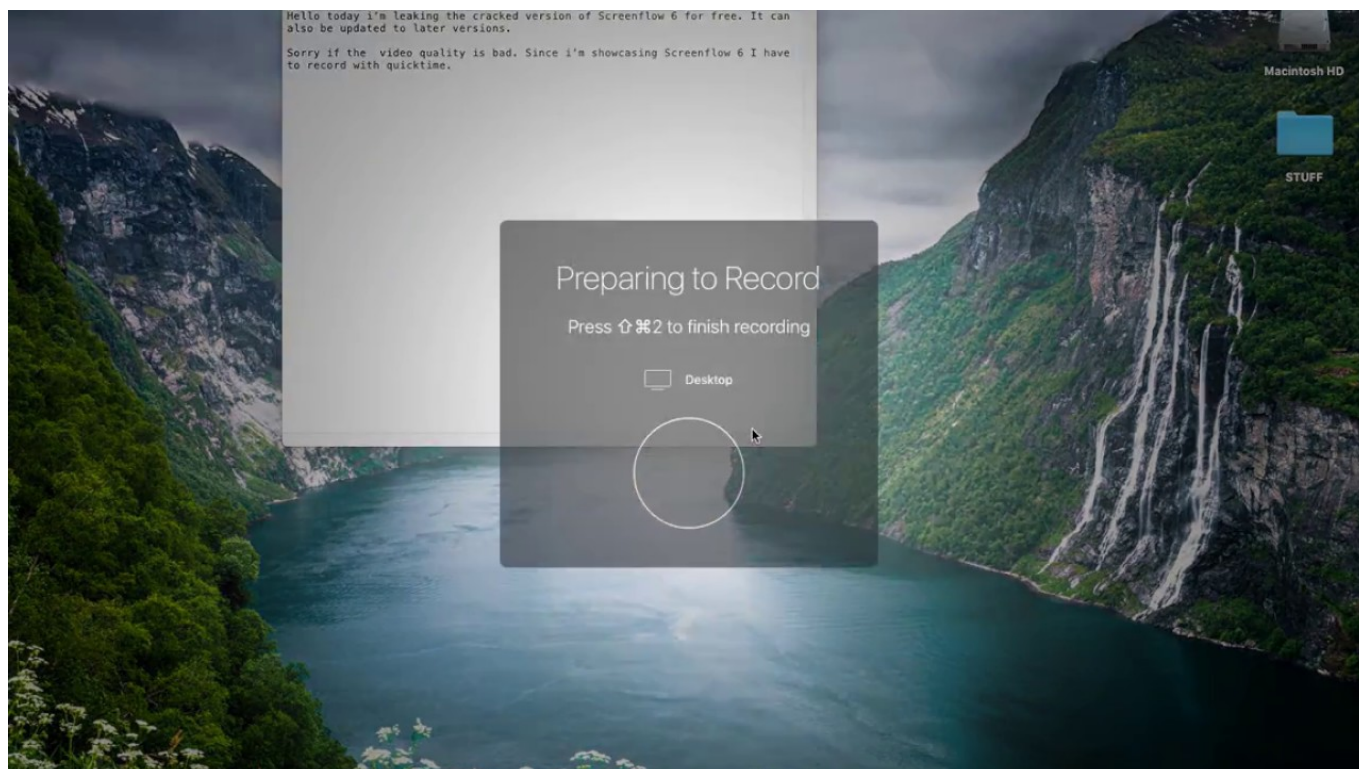 Hello today i'm leaking the cracked version of Screenflow 6 for free. It can
also be updated to later versions.
Sorry if the  video quality is bad. Since i'm showcasing Screenflow 6 I have
to record with quicktime.
Macintosh HD
STUFF
Preparing to Record
Press ⇧⌘2 to finish recording
Desktop